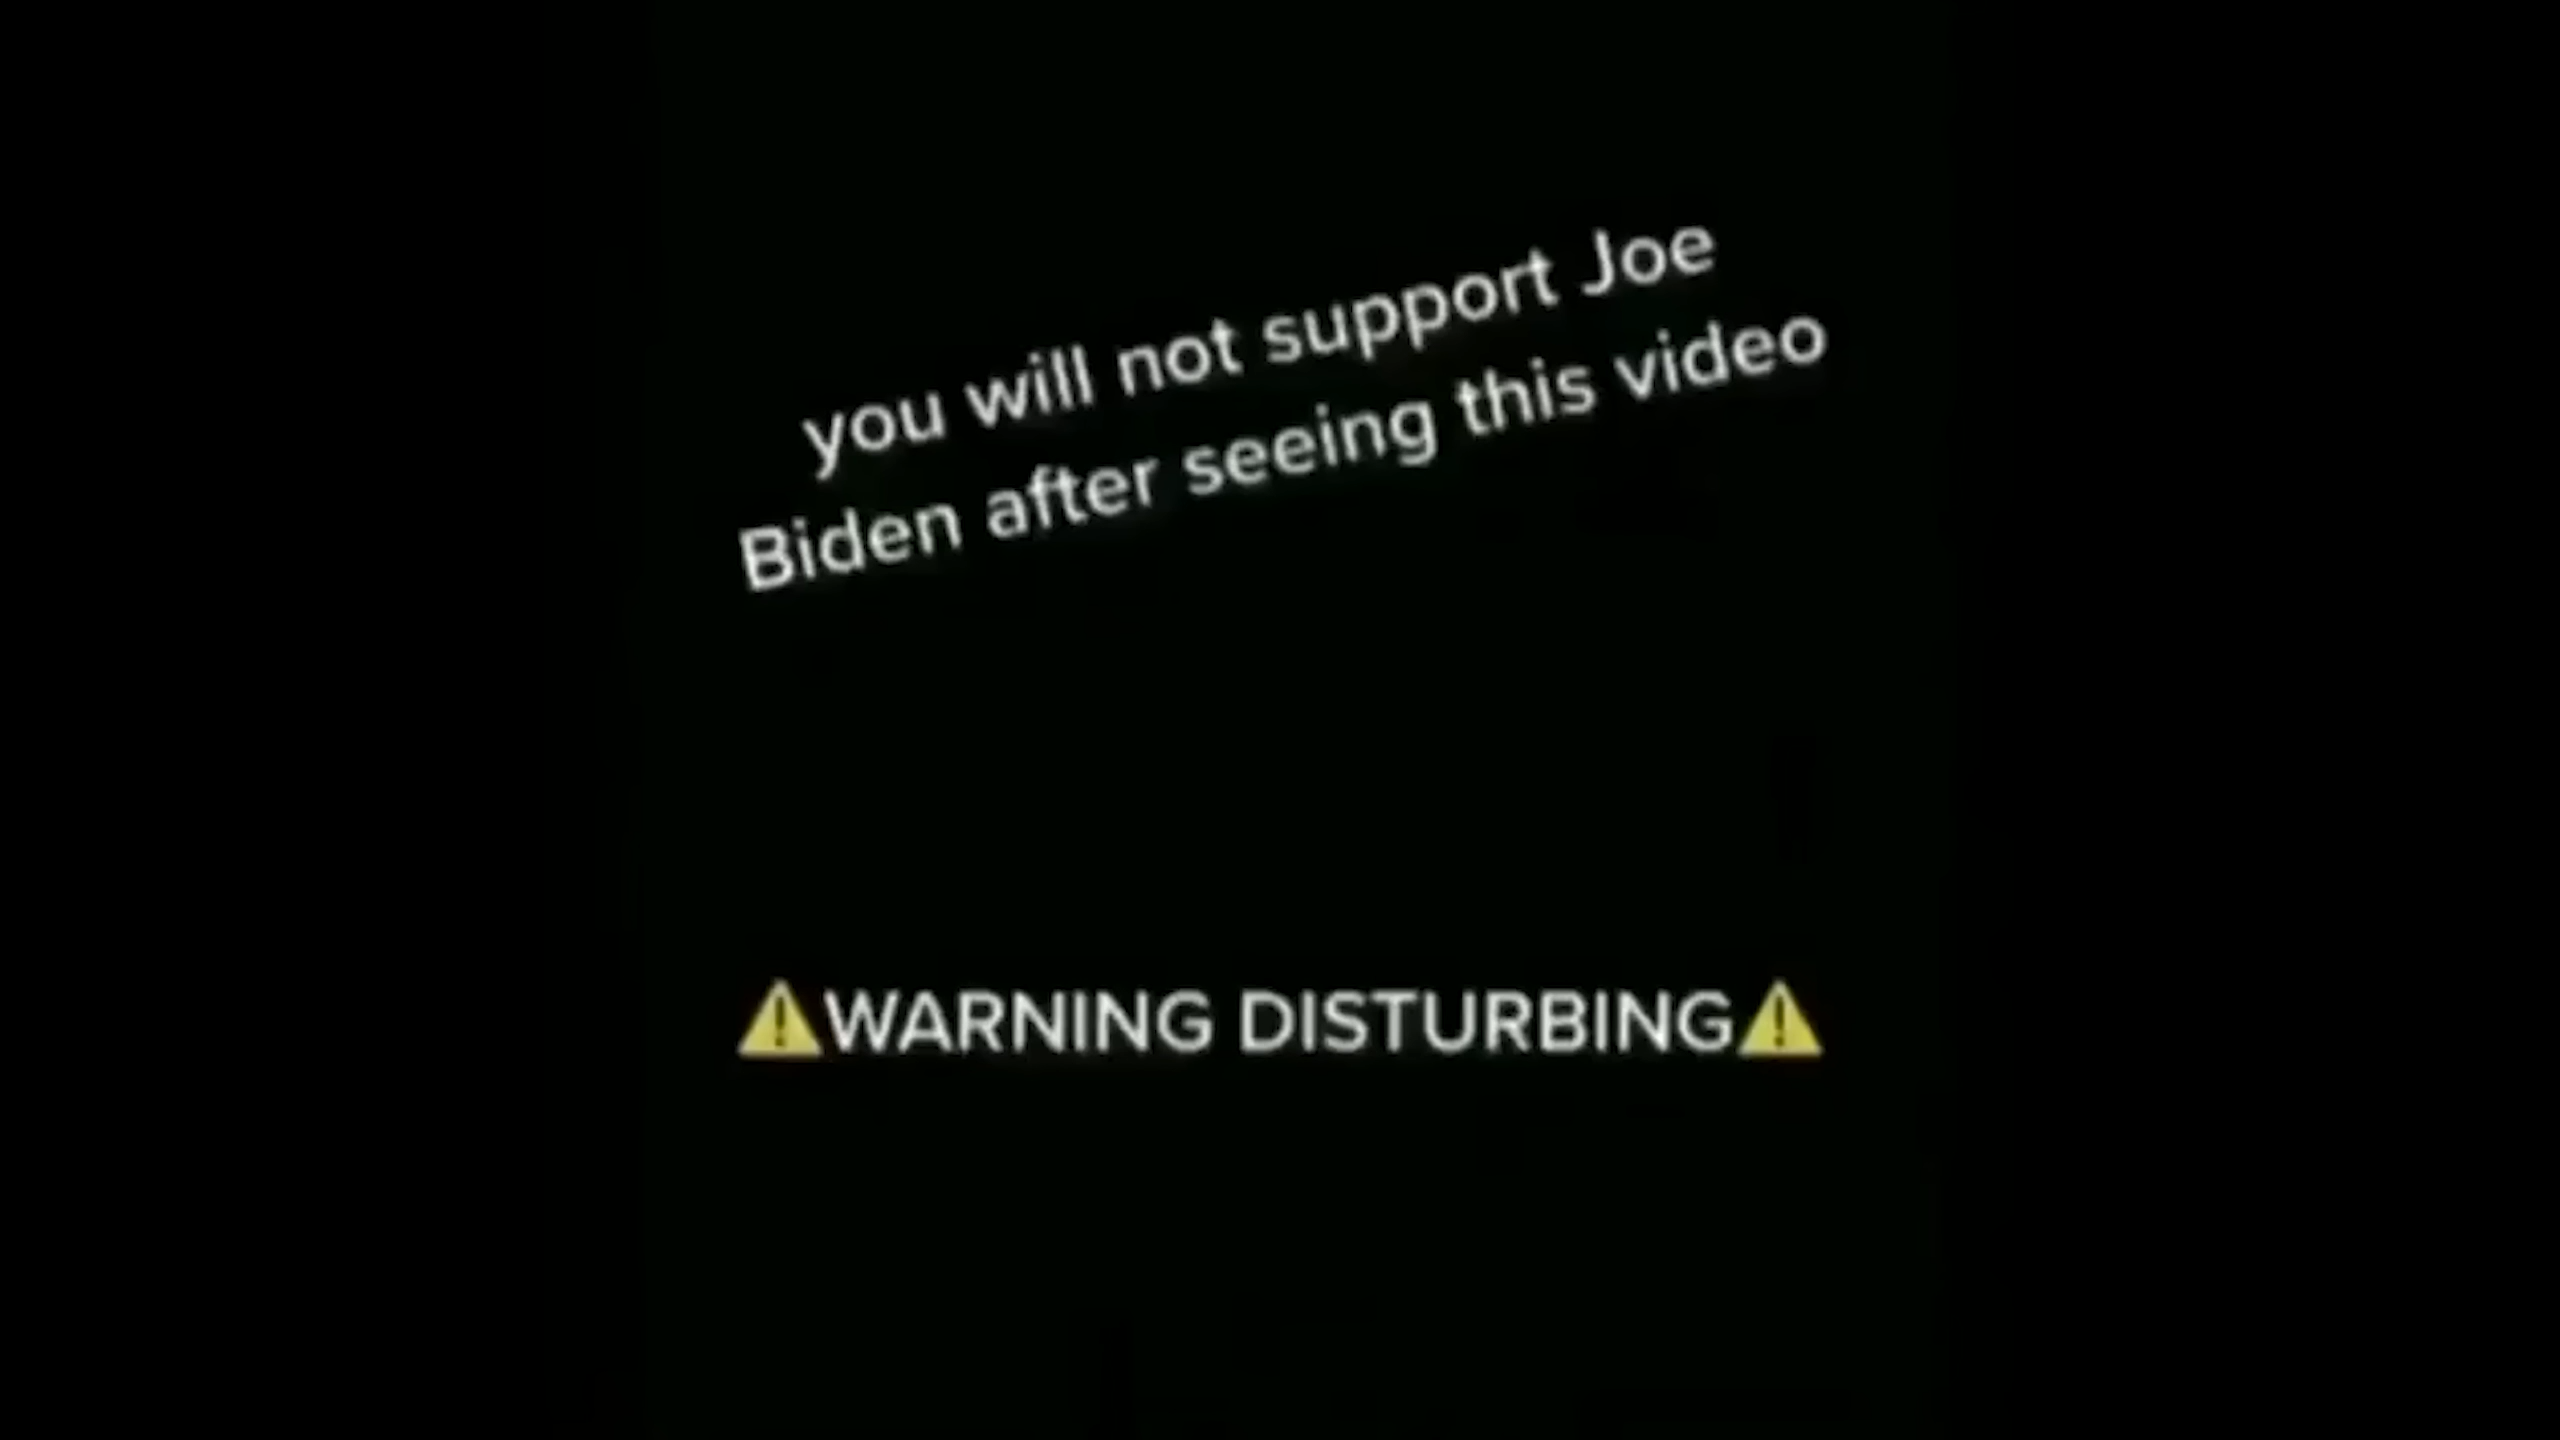 you will not support Joe
Biden after seeing this video
⚠️WARNING DISTURBING⚠️